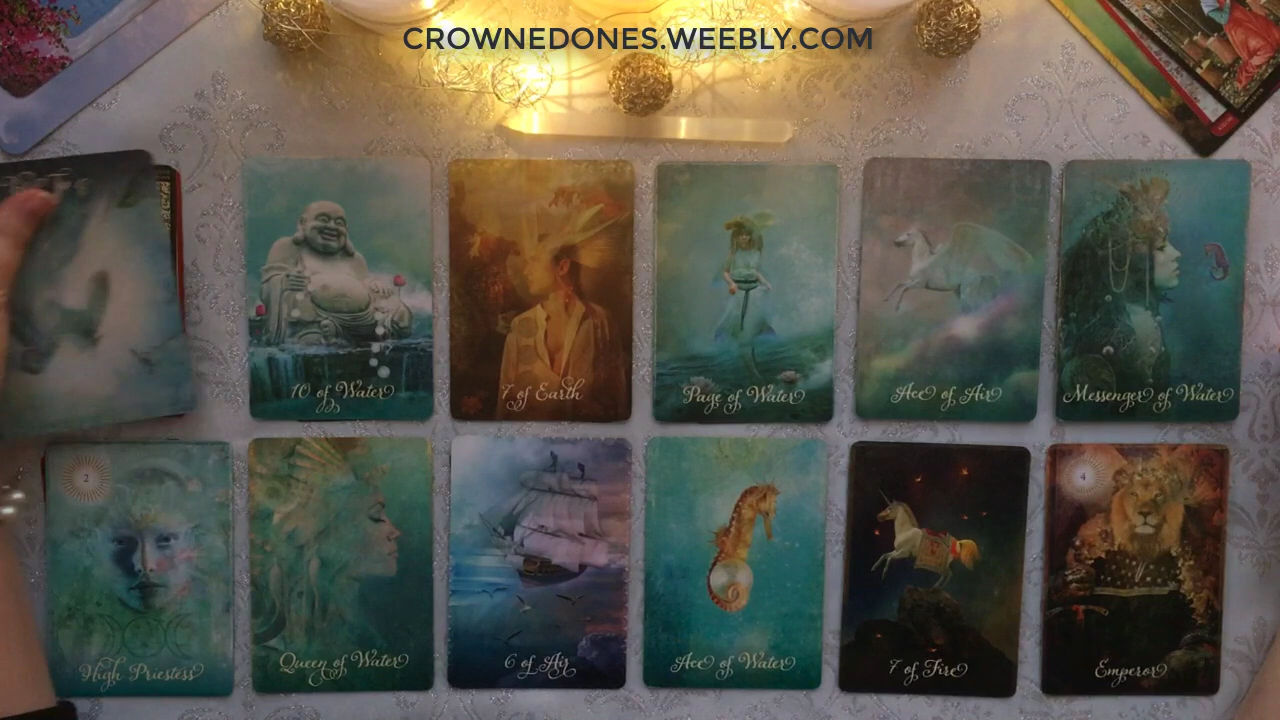 CROWNEDONES.WEEBLY.COM
10 of Water
7 of Earth
Page of Water
Ace of Air
Messenger of Water
2
High Priestess
Queen of Water
6 of Air
Ace of Water
7 of Fire
4
Emperor